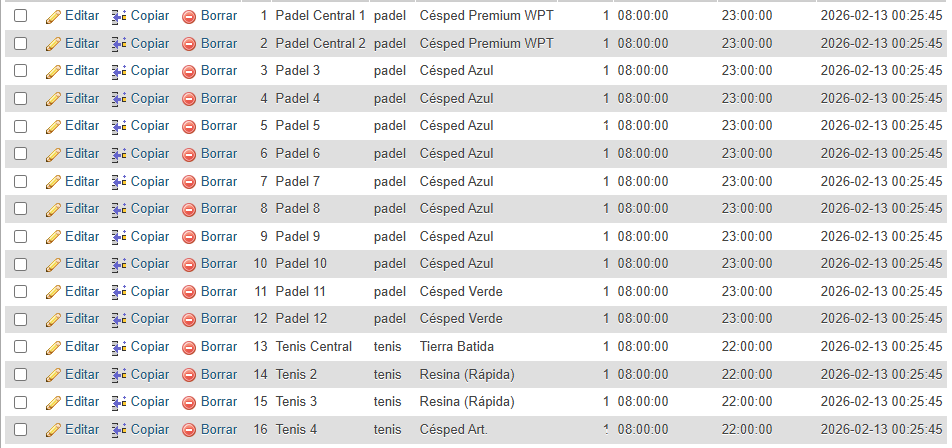 Editar Copiar Borrar 1 Padel Central 1 padel Césped Premium WPT 1 08:00:00 23:00:00 2026-02-13 00:25:45
Editar Copiar Borrar 2 Padel Central 2 padel Césped Premium WPT 1 08:00:00 23:00:00 2026-02-13 00:25:45
Editar Copiar Borrar 3 Padel 3 padel Césped Azul 1 08:00:00 23:00:00 2026-02-13 00:25:45
Editar Copiar Borrar 4 Padel 4 padel Césped Azul 1 08:00:00 23:00:00 2026-02-13 00:25:45
Editar Copiar Borrar 5 Padel 5 padel Césped Azul 1 08:00:00 23:00:00 2026-02-13 00:25:45
Editar Copiar Borrar 6 Padel 6 padel Césped Azul 1 08:00:00 23:00:00 2026-02-13 00:25:45
Editar Copiar Borrar 7 Padel 7 padel Césped Azul 1 08:00:00 23:00:00 2026-02-13 00:25:45
Editar Copiar Borrar 8 Padel 8 padel Césped Azul 1 08:00:00 23:00:00 2026-02-13 00:25:45
Editar Copiar Borrar 9 Padel 9 padel Césped Azul 1 08:00:00 23:00:00 2026-02-13 00:25:45
Editar Copiar Borrar 10 Padel 10 padel Césped Azul 1 08:00:00 23:00:00 2026-02-13 00:25:45
Editar Copiar Borrar 11 Padel 11 padel Césped Verde 1 08:00:00 23:00:00 2026-02-13 00:25:45
Editar Copiar Borrar 12 Padel 12 padel Césped Verde 1 08:00:00 23:00:00 2026-02-13 00:25:45
Editar Copiar Borrar 13 Tenis Central tenis Tierra Batida 1 08:00:00 22:00:00 2026-02-13 00:25:45
Editar Copiar Borrar 14 Tenis 2 tenis Resina (Rápida) 1 08:00:00 22:00:00 2026-02-13 00:25:45
Editar Copiar Borrar 15 Tenis 3 tenis Resina (Rápida) 1 08:00:00 22:00:00 2026-02-13 00:25:45
Editar Copiar Borrar 16 Tenis 4 tenis Césped Art. 1 08:00:00 22:00:00 2026-02-13 00:25:45